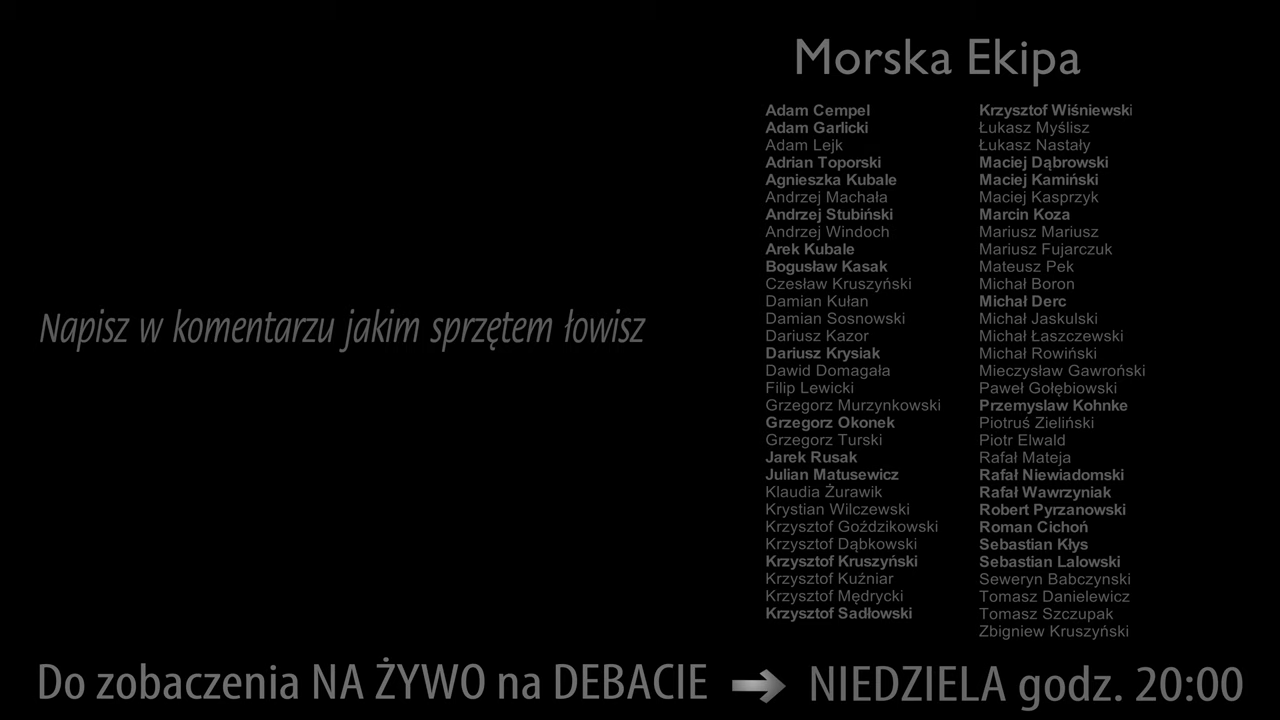 Morska Ekipa
Adam Cempel
Adam Garlicki
Adam Lejk
Adrian Toporski
Agnieszka Kubale
Andrzej Machała
Andrzej Stubiński
Andrzej Windoch
Arek Kubale
Bogusław Kasak
Czesław Kruszyński
Damian Kułan
Damian Sosnowski
Dariusz Kazor
Dariusz Krysiak
Dawid Domagała
Filip Lewicki
Grzegorz Murzynkowski
Grzegorz Okonek
Grzegorz Turski
Jarek Rusak
Julian Matusewicz
Klaudia Żurawik
Krystian Wilczewski
Krzysztof Goździkowski
Krzysztof Dąbkowski
Krzysztof Kruszyński
Krzysztof Kuźniar
Krzysztof Mędrycki
Krzysztof Sadłowski
Krzysztof Wiśniewski
Łukasz Myślisz
Łukasz Nastały
Maciej Dąbrowski
Maciej Kamiński
Maciej Kasprzyk
Marcin Koza
Mariusz Mariusz
Mariusz Fujarczuk
Mateusz Pek
Michał Boron
Michał Derc
Michał Jaskulski
Michał Łaszczewski
Michał Rowiński
Mieczysław Gawroński
Paweł Gołębiowski
Przemyslaw Kohnke
Piotruś Zieliński
Piotr Elwald
Rafał Mateja
Rafał Niewiadomski
Rafał Wawrzyniak
Robert Pyrzanowski
Roman Cichoń
Sebastian Kłys
Sebastian Lalowski
Seweryn Babczynski
Tomasz Danielewicz
Tomasz Szczupak
Zbigniew Kruszyński
Napisz w komentarzu jakim sprzętem łowisz
Do zobaczenia NA ŻYWO na DEBACIE → NIEDZIELA godz. 20:00